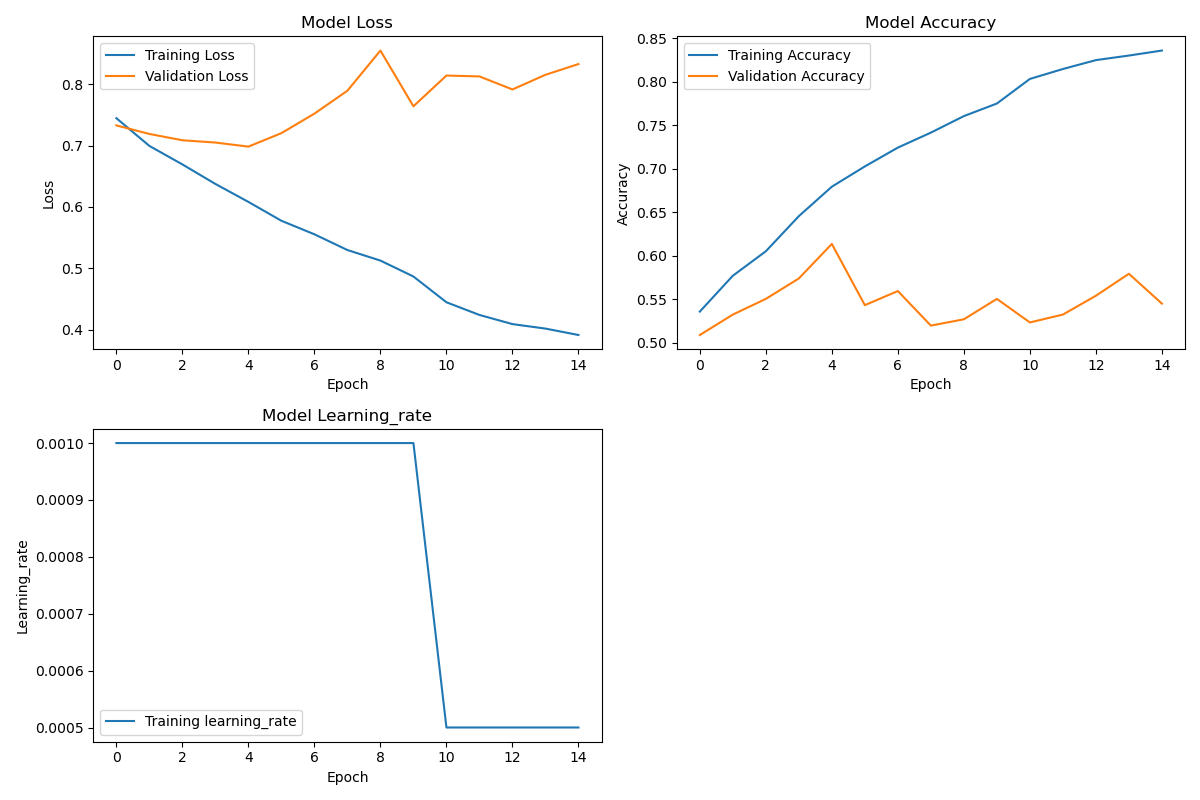 Model Loss
Training Loss
Validation Loss
0.8
0.7
0.6
0.5
0.4
Loss
0 2 4 6 8 10 12 14
Epoch
Model Accuracy
Training Accuracy
Validation Accuracy
0.85
0.80
0.75
0.70
0.65
0.60
0.55
0.50
Accuracy
0 2 4 6 8 10 12 14
Epoch
Model Learning_rate
0.0010
0.0009
0.0008
0.0007
0.0006
0.0005
Learning_rate
Training learning_rate
0 2 4 6 8 10 12 14
Epoch